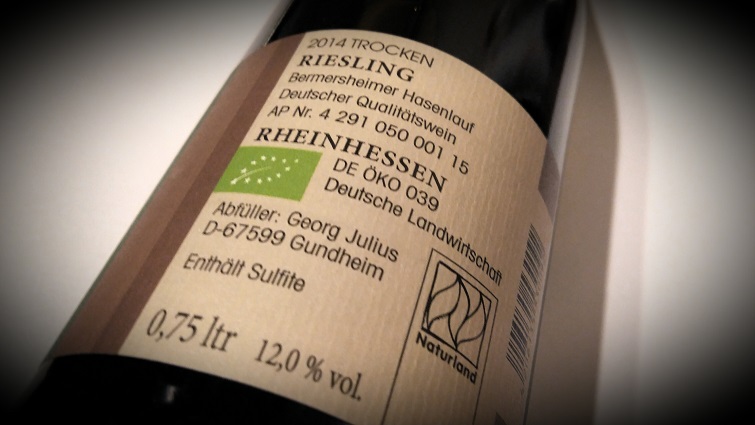 2014 TROCKEN
RIESLING
Bermersheimer Hasenlauf
Deutscher Qualitätswein
AP Nr. 4 291 050 001 15
RHEINHESSEN
DE ÖKO 039
Deutsche Landwirtschaft
Abfüller: Georg Julius
D-67599 Gundheim
Enthält Sulfite
0,75 ltr 12,0 % vol.
Naturland